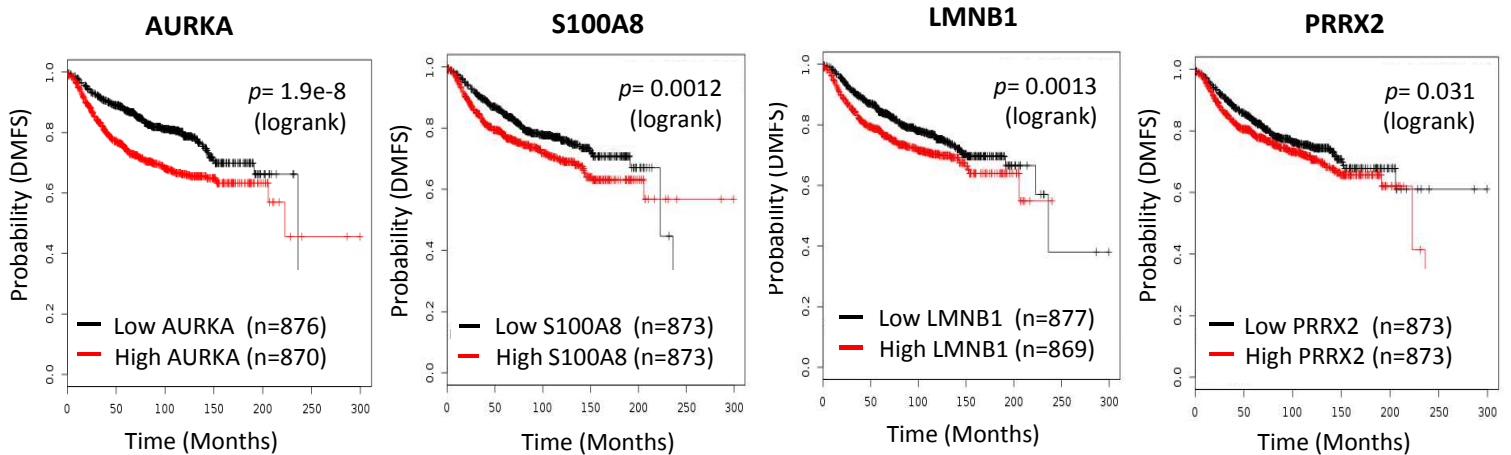 AURKA
Probability (DMFS)
1.0
0.8
0.6
0.4
0.2
0.0
p= 1.9e-8
(logrank)
Low AURKA (n=876)
High AURKA (n=870)
0 50 100 150 200 250 300
Time (Months)
S100A8
Probability (DMFS)
1.0
0.8
0.6
0.4
0.2
0.0
p= 0.0012
(logrank)
Low S100A8 (n=873)
High S100A8 (n=873)
0 50 100 150 200 250 300
Time (Months)
LMNB1
Probability (DMFS)
1.0
0.8
0.6
0.4
0.2
0.0
p= 0.0013
(logrank)
Low LMNB1 (n=877)
High LMNB1 (n=869)
0 50 100 150 200 250 300
Time (Months)
PRRX2
Probability (DMFS)
1.0
0.8
0.6
0.4
0.2
0.0
p= 0.031
(logrank)
Low PRRX2 (n=873)
High PRRX2 (n=873)
0 50 100 150 200 250 300
Time (Months)